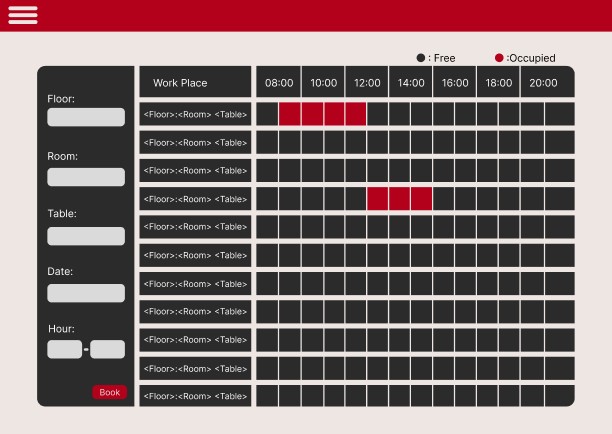 : Free :Occupied
Work Place 08:00 10:00 12:00 14:00 16:00 18:00 20:00
Floor:
<Floor>:<Room> <Table>
<Floor>:<Room> <Table>
Room:
<Floor>:<Room> <Table>
<Floor>:<Room> <Table>
Table:
<Floor>:<Room> <Table>
<Floor>:<Room> <Table>
Date:
<Floor>:<Room> <Table>
<Floor>:<Room> <Table>
Hour:
<Floor>:<Room> <Table>
-
<Floor>:<Room> <Table>
Book
<Floor>:<Room> <Table>